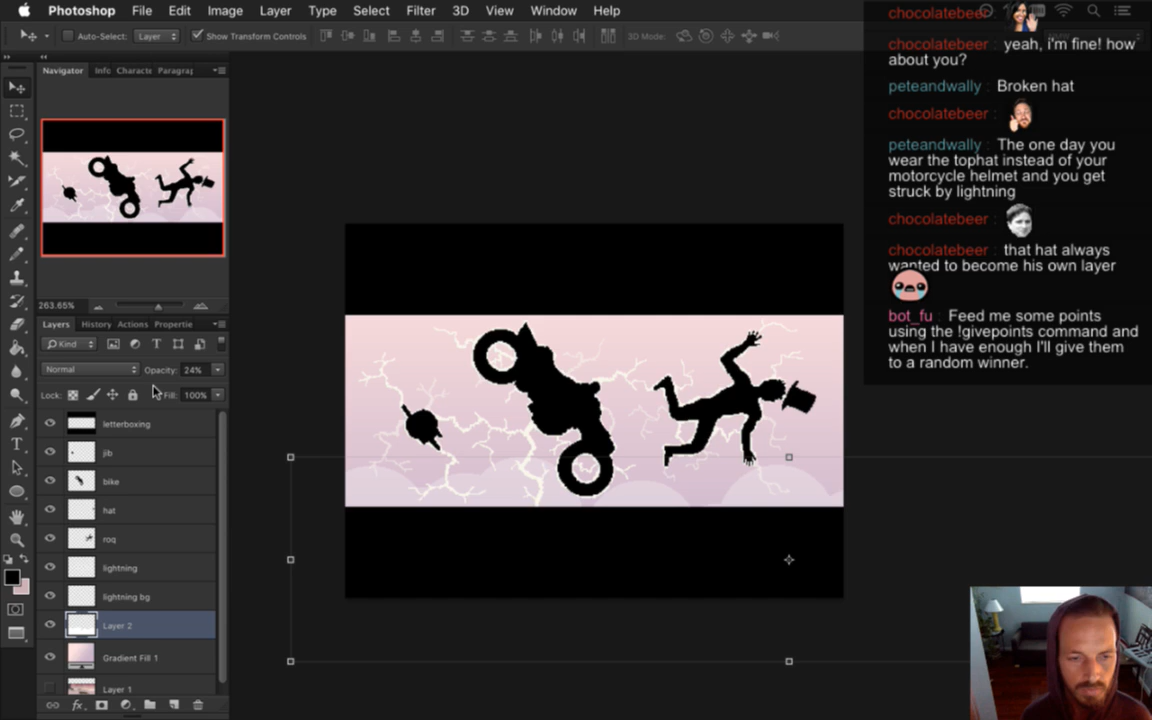 Photoshop File Edit Image Layer Type Select Filter 3D View Window Help
Auto-Select: Layer Show Transform Controls 3D Mode:
Navigator Info Characte Paragraj
263.65%
Layers History Actions Propertie
Kind
Normal Opacity: 24%
Lock: Fill: 100%
letterboxing
jib
bike
hat
roq
lightning
lightning bg
Layer 2
Gradient Fill 1
Layer 1
chocolatebeer
chocolatebeer : yeah, i'm fine! how
about you?
peteandwally : Broken hat
chocolatebeer :
peteandwally : The one day you
wear the tophat instead of your
motorcycle helmet and you get
struck by lightning
chocolatebeer :
chocolatebeer : that hat always
wanted to become his own layer
bot_fu : Feed me some points
using the !givepoints command and
when I have enough I'll give them
to a random winner.